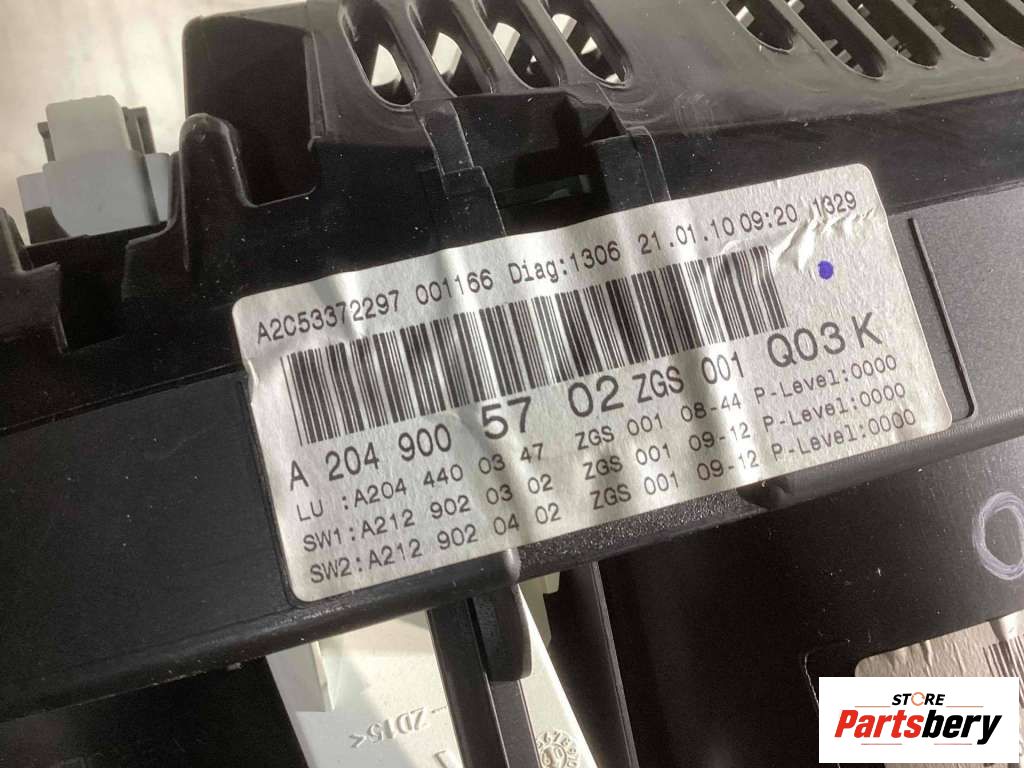 A2C53372297 001166 Diag:1306 21.01.10 09:20 1329
A 204 900 57 02 ZGS 001 Q03 K
LU :A204 440 03 47 ZGS 001 08-44 P-Level:0000
SW1:A212 902 03 02 ZGS 001 09-12 P-Level:0000
SW2:A212 902 04 02 ZGS 001 09-12 P-Level:0000
STORE
Partsbery